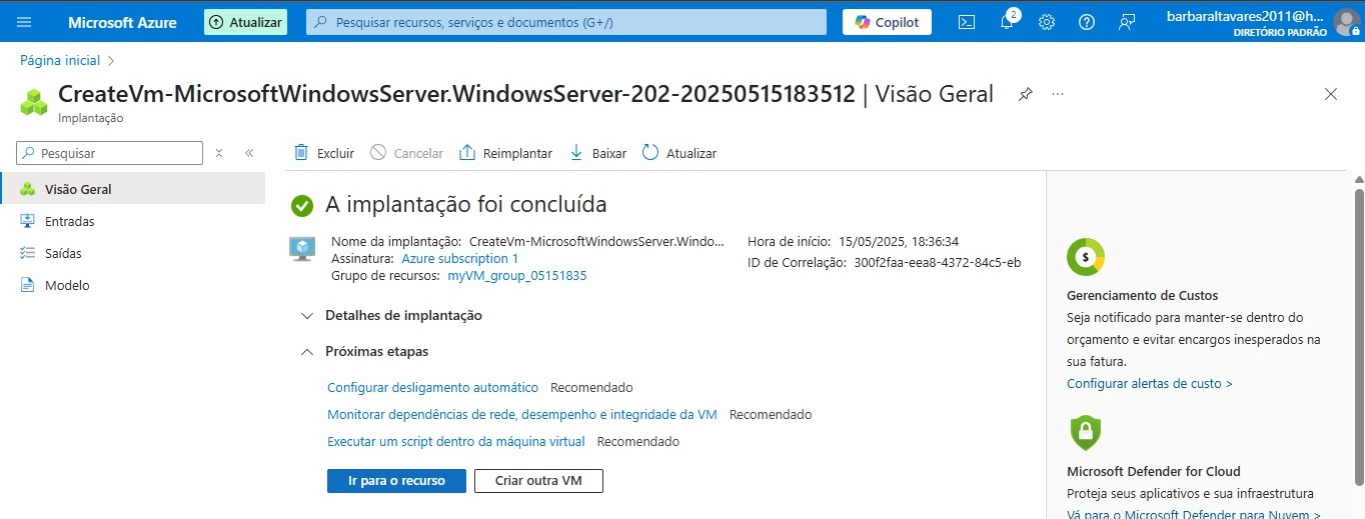 Microsoft Azure
Atualizar
Pesquisar recursos, serviços e documentos (G+/)
Copilot
2
barbaraltavares2011@h...
DIRETÓRIO PADRÃO
Página inicial >
CreateVm-MicrosoftWindowsServer.WindowsServer-202-20250515183512 | Visão Geral
...
Implantação
Pesquisar
Excluir
Cancelar
Reimplantar
Baixar
Atualizar
Visão Geral
Entradas
Saídas
Modelo
A implantação foi concluída
Nome da implantação: CreateVm-MicrosoftWindowsServer.Windo...
Assinatura: Azure subscription 1
Grupo de recursos: myVM_group_05151835
Hora de início: 15/05/2025, 18:36:34
ID de Correlação: 300f2faa-eea8-4372-84c5-eb
Detalhes de implantação
Próximas etapas
Configurar desligamento automático Recomendado
Monitorar dependências de rede, desempenho e integridade da VM Recomendado
Executar um script dentro da máquina virtual Recomendado
Ir para o recurso
Criar outra VM
$
Gerenciamento de Custos
Seja notificado para manter-se dentro do
orçamento e evitar encargos inesperados na
sua fatura.
Configurar alertas de custo >
Microsoft Defender for Cloud
Proteja seus aplicativos e sua infraestrutura
Vá para o Microsoft Defender para Nuvem >